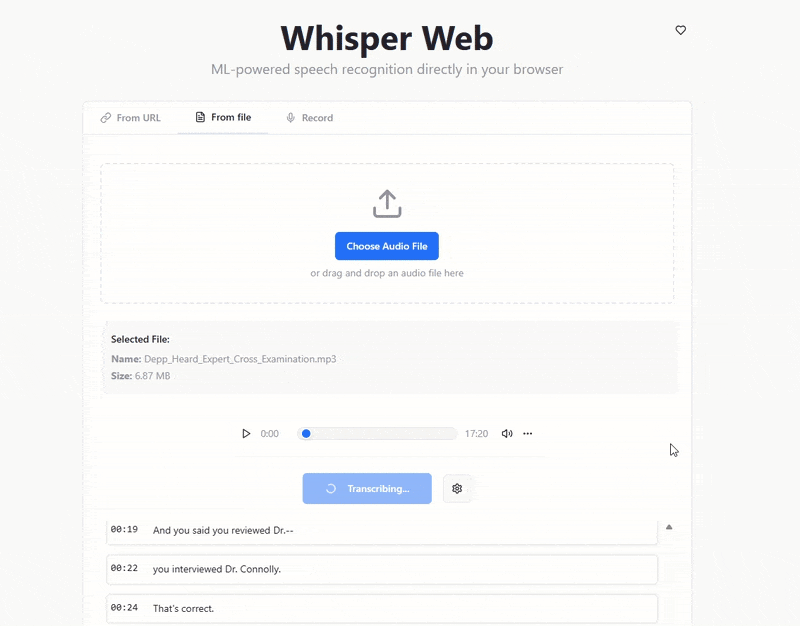 Whisper Web
ML-powered speech recognition directly in your browser
From URL From file Record
Choose Audio File
or drag and drop an audio file here
Selected File:
Name: Depp_Heard_Expert_Cross_Examination.mp3
Size: 6.87 MB
0:00 17:20
Transcribing...
00:19 And you said you reviewed Dr.--
00:22 you interviewed Dr. Connolly.
00:24 That's correct.